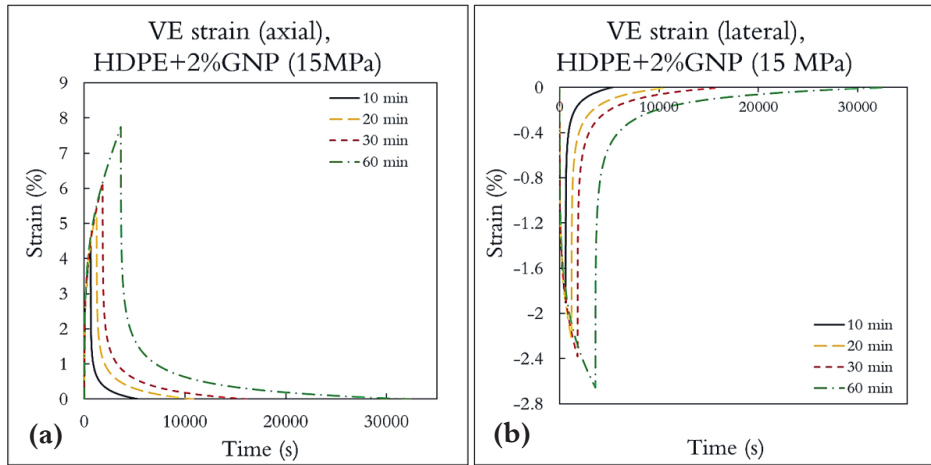 VE strain (axial),
HDPE+2%GNP (15MPa)
9
8
7
6
5
4
3
2
1
0
Strain (%)
10 min
20 min
30 min
60 min
0
10000
20000
30000
Time (s)
(a)
VE strain (lateral),
HDPE+2%GNP (15 MPa)
0
10000
20000
30000
0
-0.4
-0.8
-1.2
-1.6
-2
-2.4
-2.8
Strain (%)
10 min
20 min
30 min
60 min
Time (s)
(b)